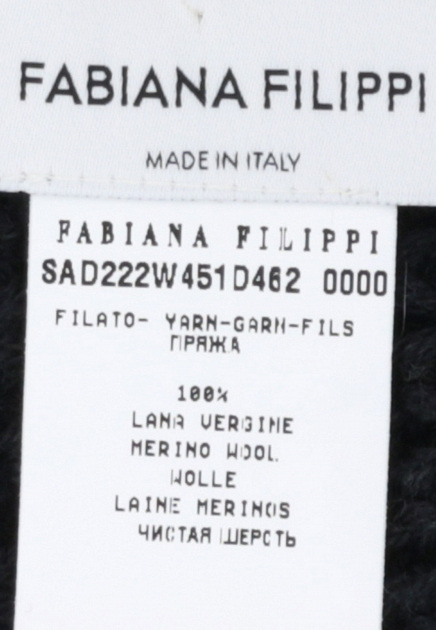 FABIANA FILIPPI
MADE IN ITALY
FABIANA FILIPPI
SAD222W451D462 0000
FILATO- YARN-GARN-FILS
ПРЯЖА
100%
LANA VERGINE
MERINO WOOL
WOLLE
LAINE MERINOS
ЧИСТАЯ ШЕРСТЬ